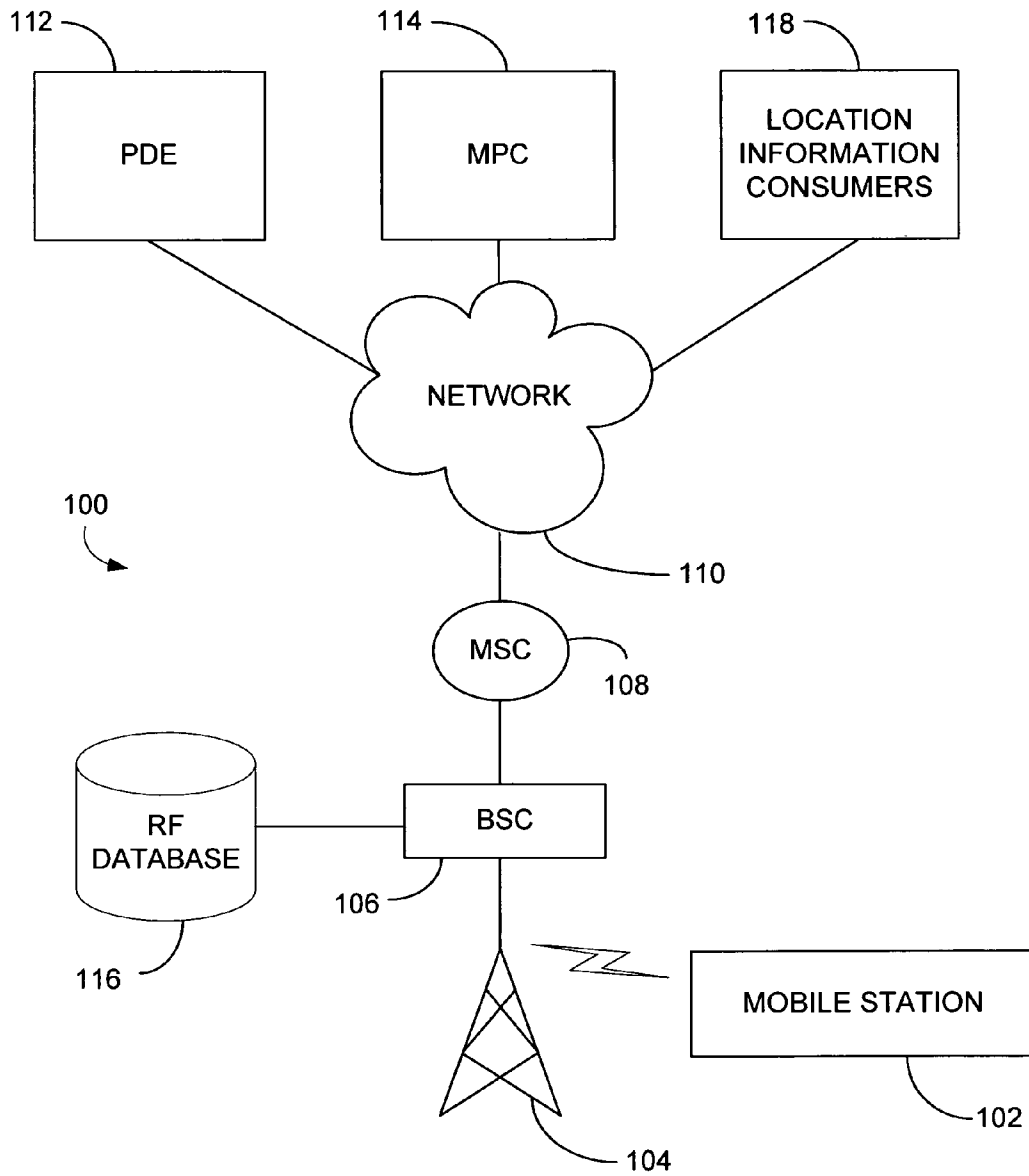 112
114
118
PDE
MPC
LOCATION
INFORMATION
CONSUMERS
NETWORK
100
110
MSC
108
RF
DATABASE
BSC
106
116
MOBILE STATION
102
104